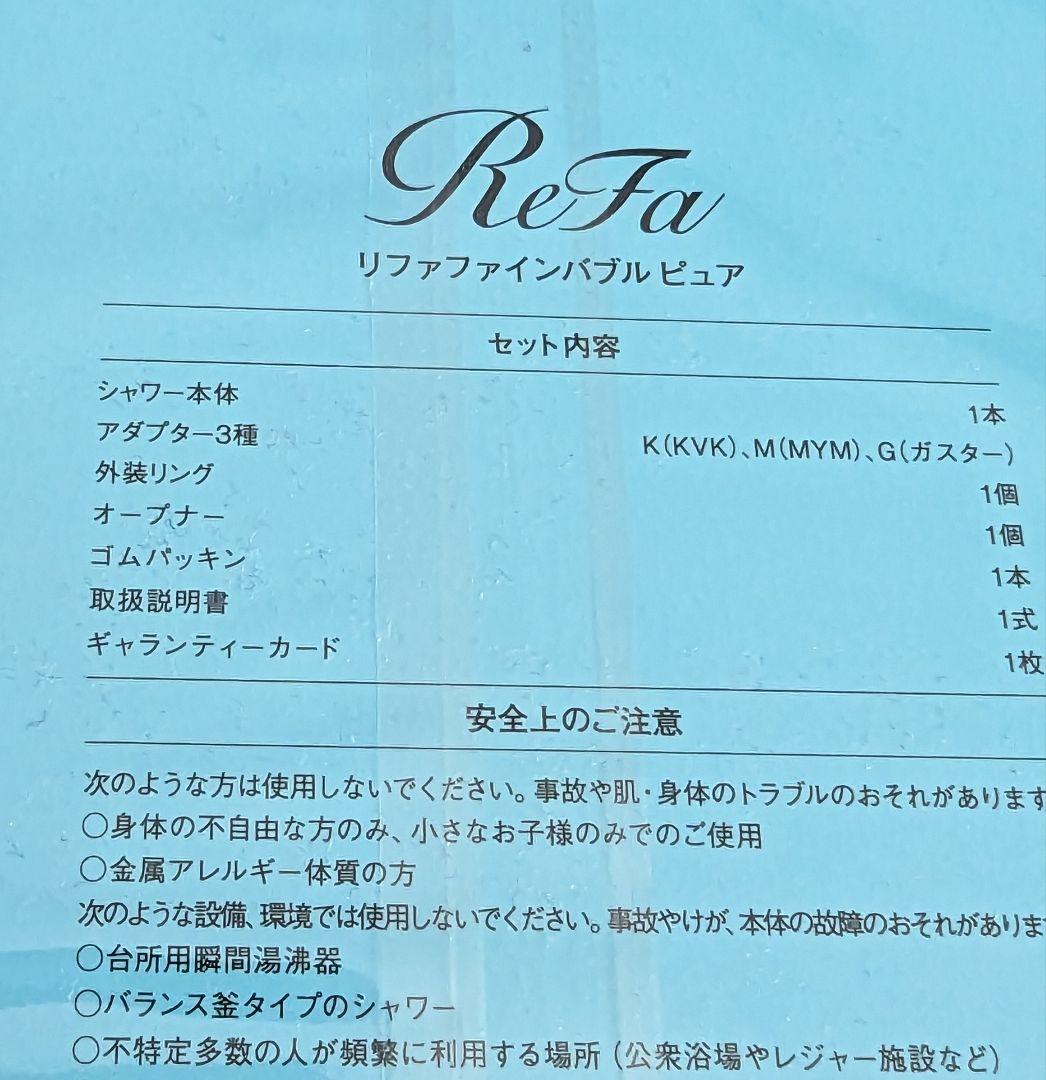 ReFa
リファファインバブル ピュア
セット内容
シャワー本体 1本
アダプター3種 K(KVK)、M(MYM)、G(ガスター)
外装リング 1個
オープナー 1個
ゴムパッキン 1本
取扱説明書 1式
ギャランティーカード 1枚
安全上のご注意
次のような方は使用しないでください。事故や肌・身体のトラブルのおそれがあります
○身体の不自由な方のみ、小さなお子様のみでのご使用
○金属アレルギー体質の方
次のような設備、環境では使用しないでください。事故やけが、本体の故障のおそれがありま
○台所用瞬間湯沸器
○バランス釜タイプのシャワー
○不特定多数の人が頻繁に利用する場所（公衆浴場やレジャー施設など）